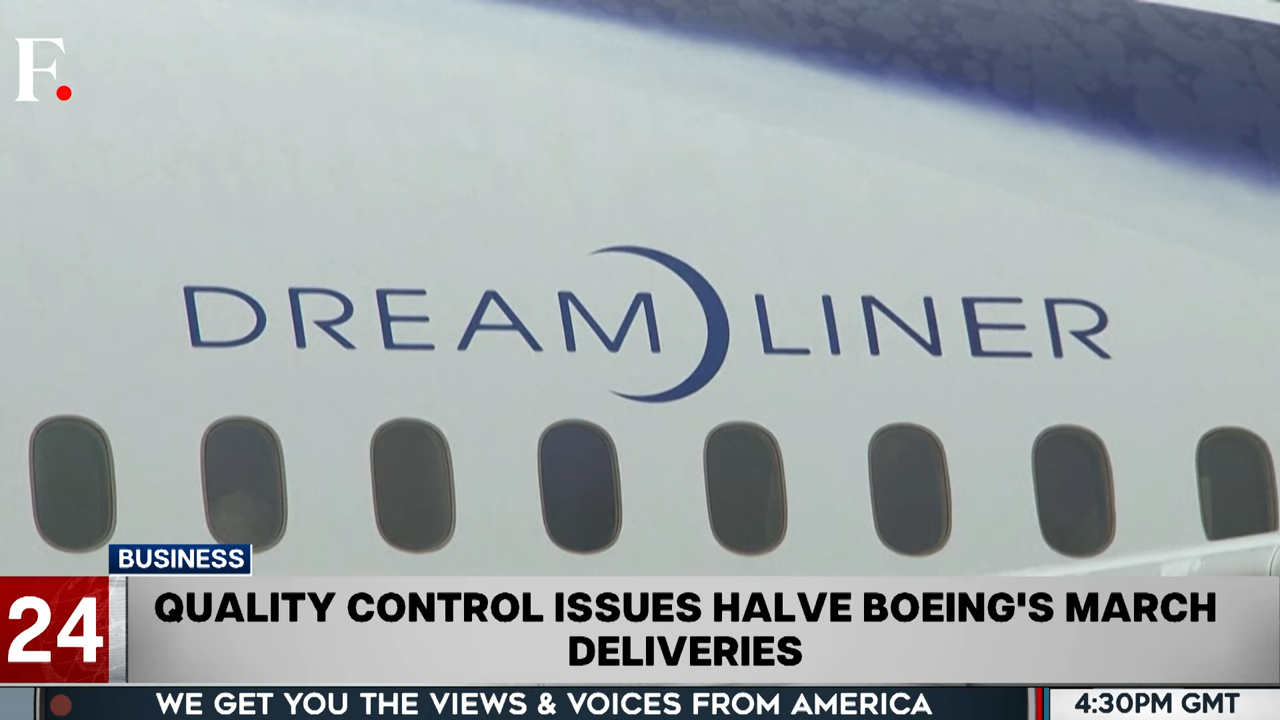 F.
DREAMLINER
BUSINESS
24
QUALITY CONTROL ISSUES HALVE BOEING'S MARCH
DELIVERIES
WE GET YOU THE VIEWS & VOICES FROM AMERICA
4:30PM GMT